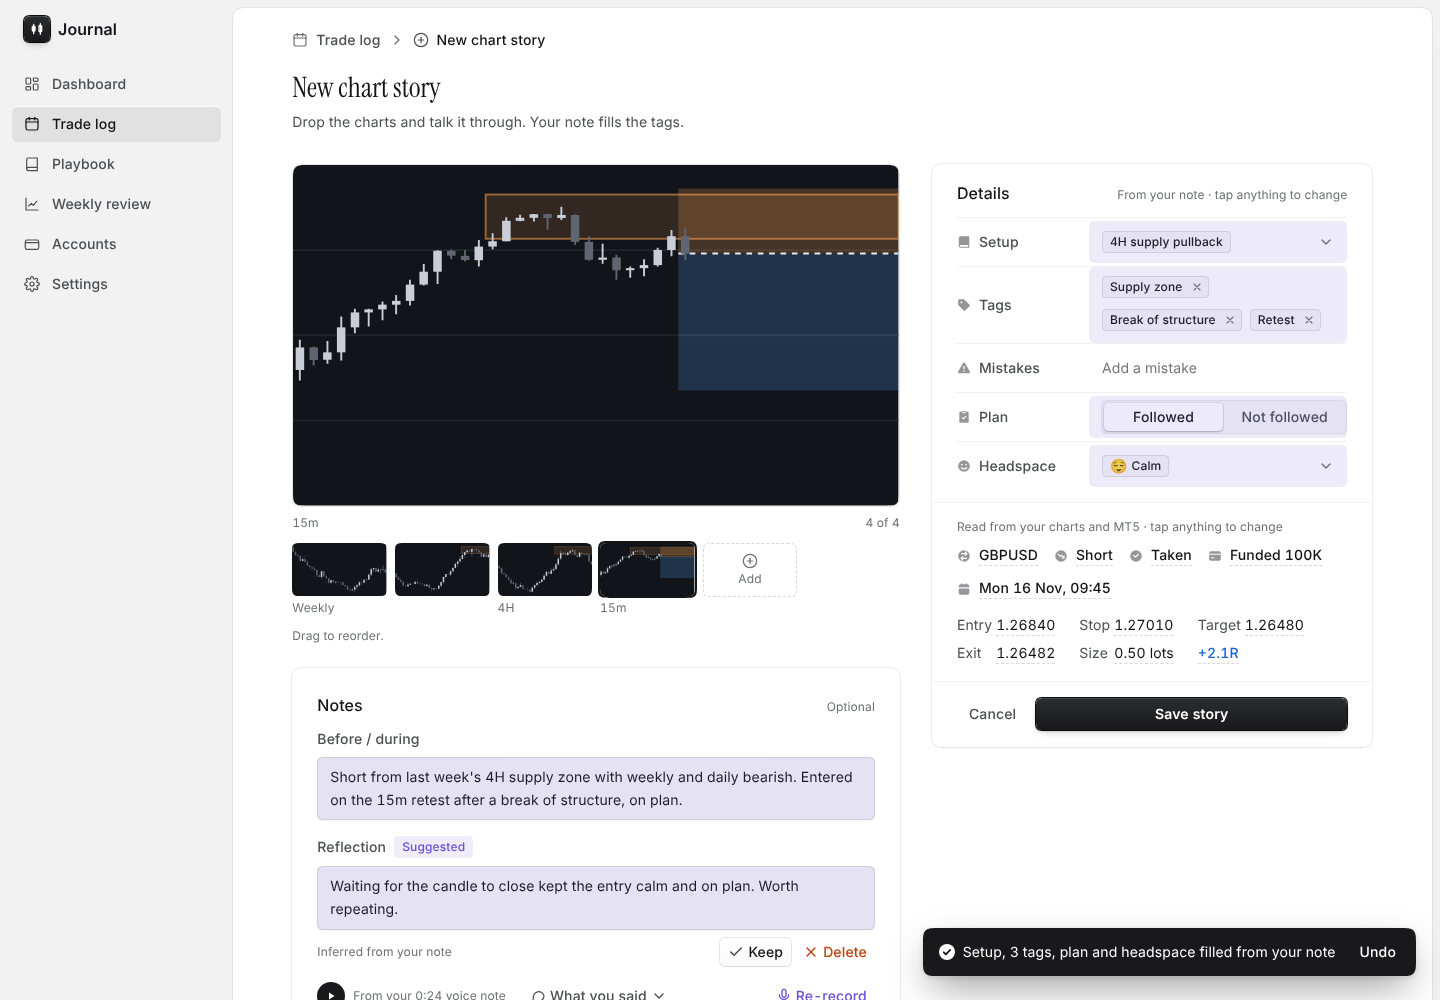 Journal
Dashboard
Trade log
Playbook
Weekly review
Accounts
Settings
Trade log
New chart story
New chart story
Drop the charts and talk it through. Your note fills the tags.
15m
4 of 4
Add
Weekly
4H
15m
Drag to reorder.
Notes
Optional
Before / during
Short from last week's 4H supply zone with weekly and daily bearish. Entered
on the 15m retest after a break of structure, on plan.
Reflection
Suggested
Waiting for the candle to close kept the entry calm and on plan. Worth
repeating.
Inferred from your note
Keep
Delete
From your 0:24 voice note
What you said
Re-record
Details
From your note · tap anything to change
Setup
4H supply pullback
Tags
Supply zone
Break of structure
Retest
Mistakes
Add a mistake
Plan
Followed
Not followed
Headspace
Calm
Read from your charts and MT5 · tap anything to change
GBPUSD
Short
Taken
Funded 100K
Mon 16 Nov, 09:45
Entry 1.26840
Stop 1.27010
Target 1.26480
Exit 1.26482
Size 0.50 lots
+2.1R
Cancel
Save story
Setup, 3 tags, plan and headspace filled from your note
Undo